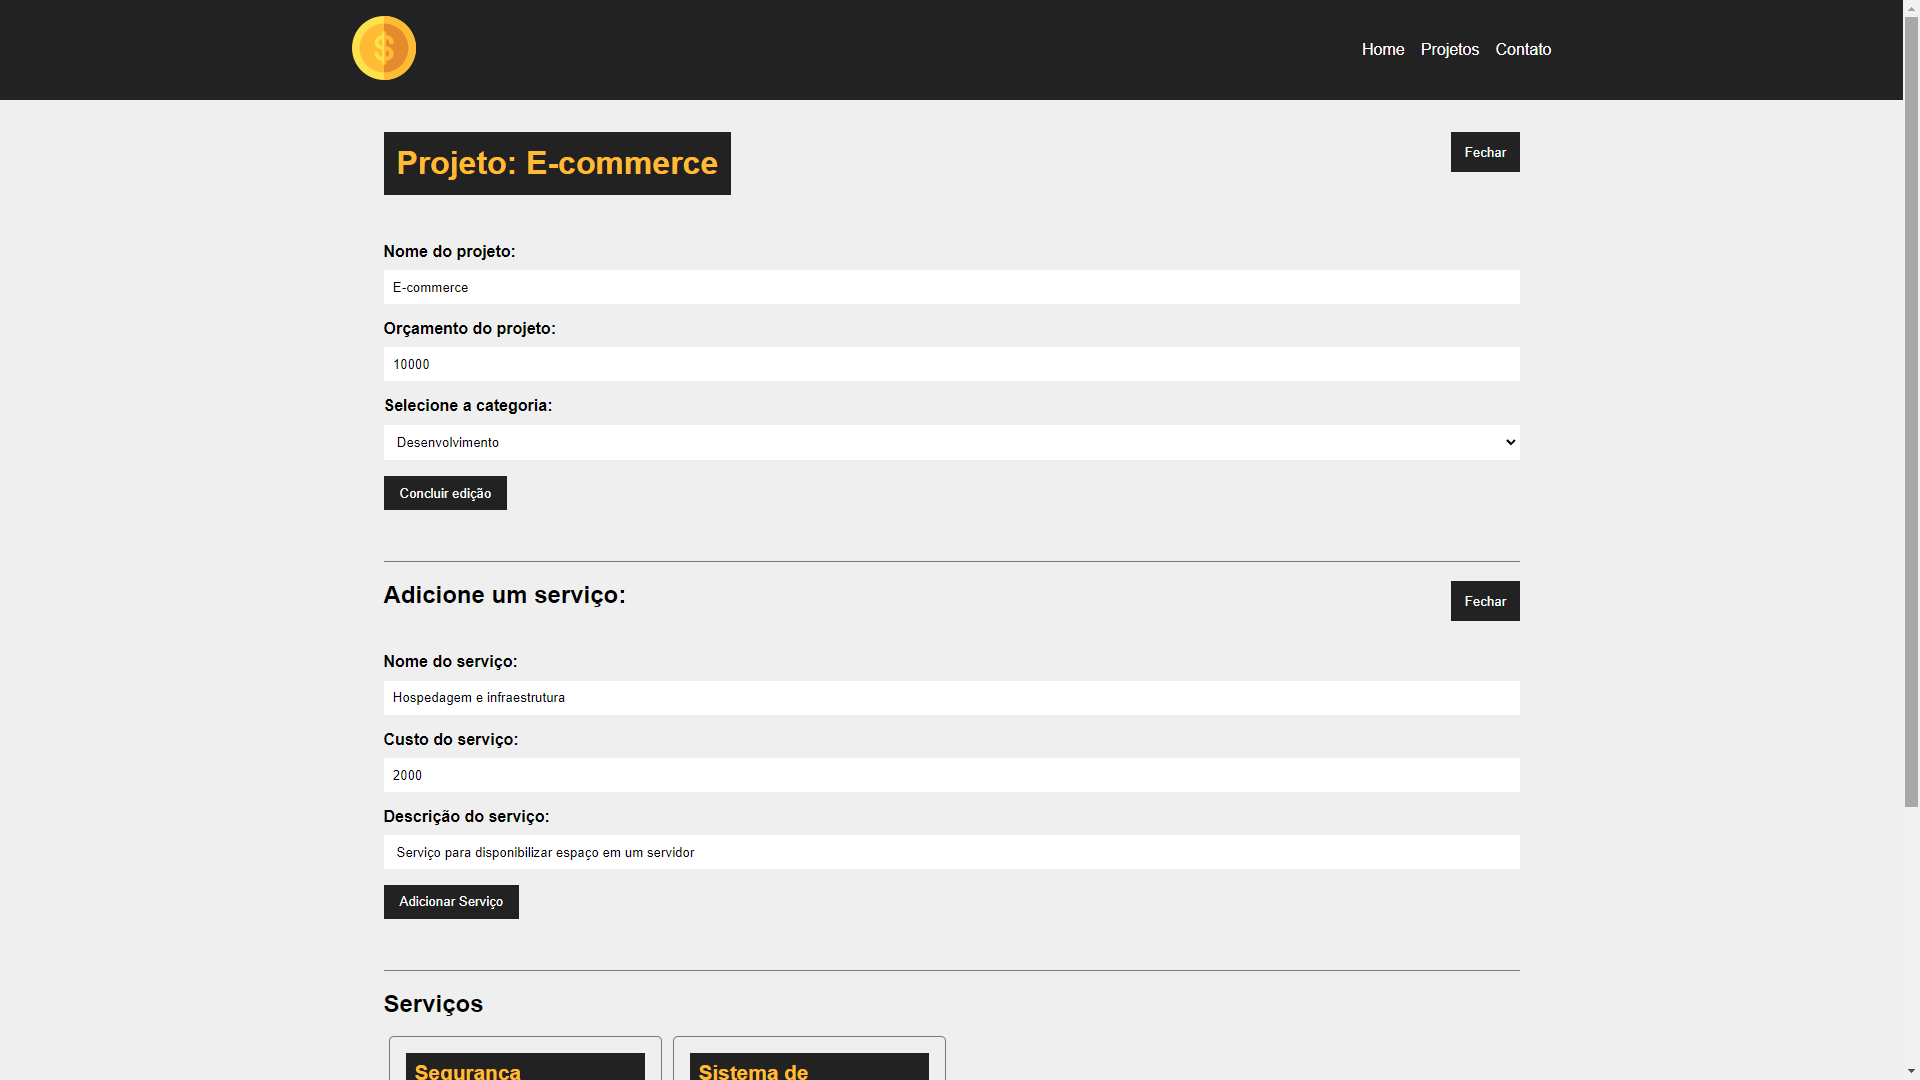 $
Home Projetos Contato
Projeto: E-commerce
Fechar
Nome do projeto:
E-commerce
Orçamento do projeto:
10000
Selecione a categoria:
Desenvolvimento
Concluir edição
Adicione um serviço:
Fechar
Nome do serviço:
Hospedagem e infraestrutura
Custo do serviço:
2000
Descrição do serviço:
Serviço para disponibilizar espaço em um servidor
Adicionar Serviço
Serviços
Segurança
Sistema de